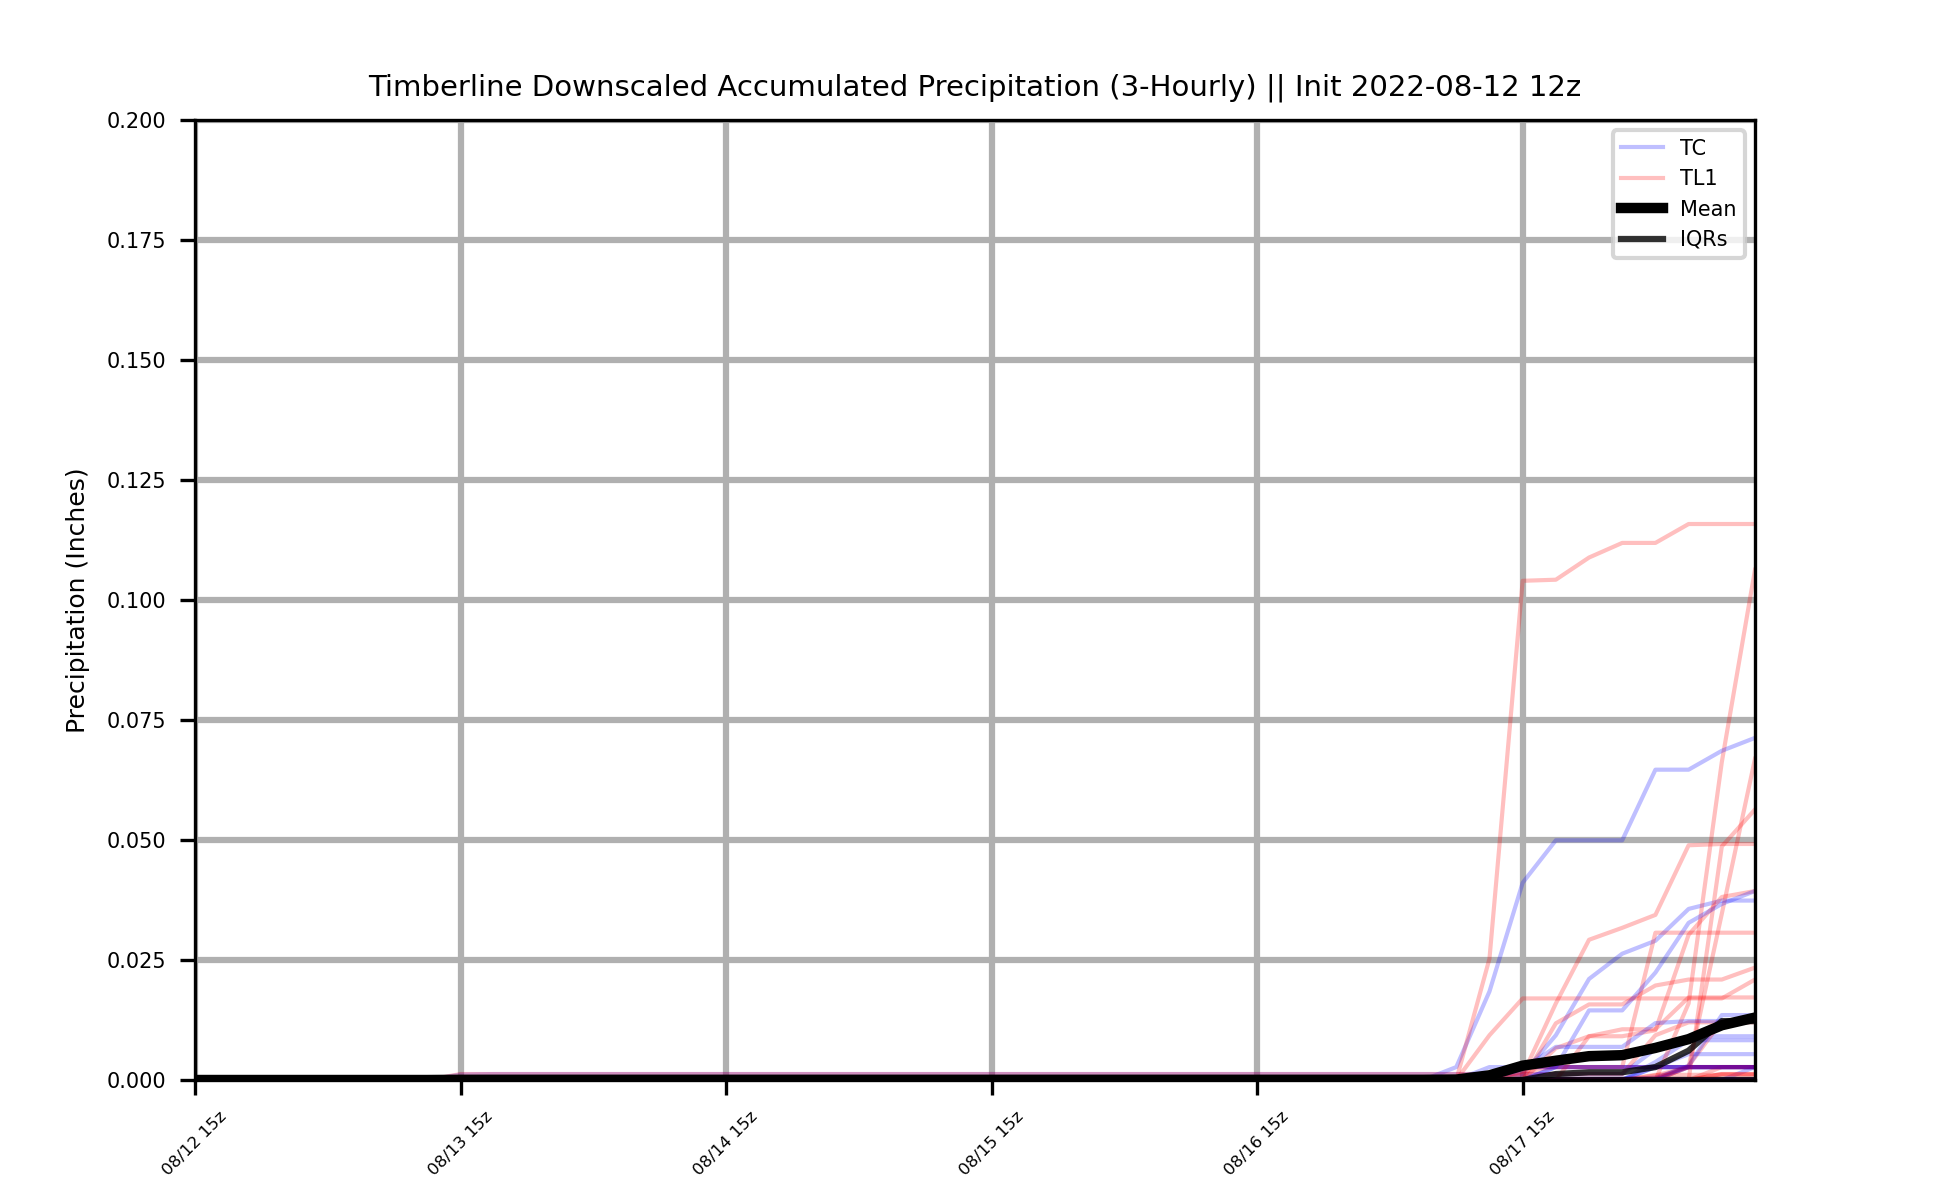 Timberline Downscaled Accumulated Precipitation (3-Hourly) || Init 2022-08-12 12z
TC
TL1
Mean
IQRs
Precipitation (Inches)
0.200
0.175
0.150
0.125
0.100
0.075
0.050
0.025
0.000
08/12 15z
08/13 15z
08/14 15z
08/15 15z
08/16 15z
08/17 15z